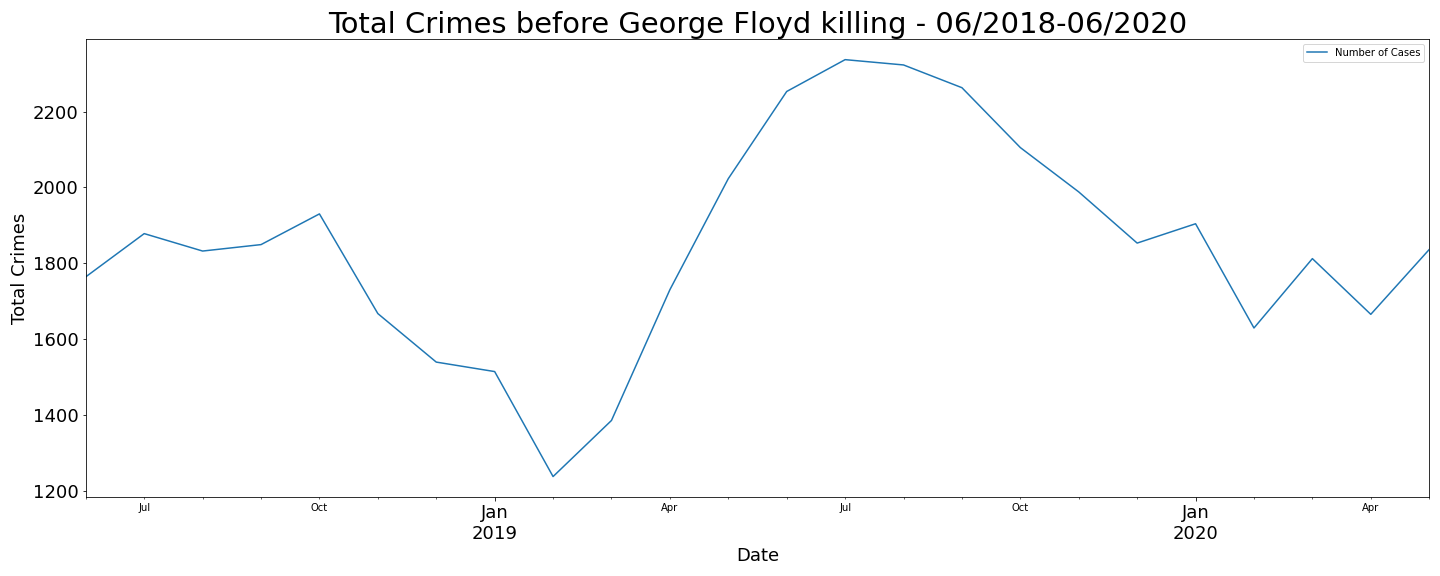 Total Crimes before George Floyd killing - 06/2018-06/2020
Number of Cases
2200
2000
1800
1600
1400
1200
Total Crimes
Jul
Oct
Jan
2019
Apr
Jul
Oct
Jan
2020
Apr
Date